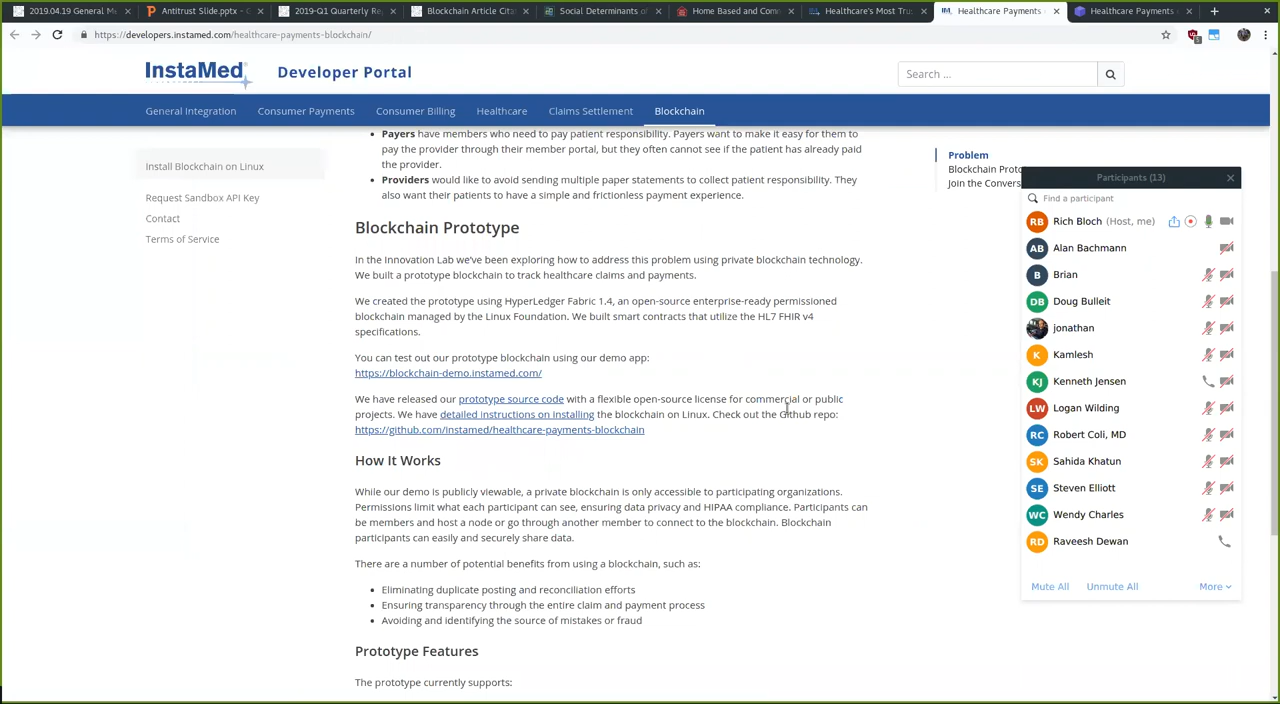 2019.04.19 General M
Antitrust Slide.pptx -
2019-Q1 Quarterly Re
Blockchain Article Cita
Social Determinants of
Home Based and Com
Healthcare's Most Tru
Healthcare Payments
Healthcare Payments
https://developers.instamed.com/healthcare-payments-blockchain/
InstaMed
Developer Portal
Search ...
General Integration
Consumer Payments
Consumer Billing
Healthcare
Claims Settlement
Blockchain
Install Blockchain on Linux
Request Sandbox API Key
Contact
Terms of Service
• Payers have members who need to pay patient responsibility. Payers want to make it easy for them to
pay the provider through their member portal, but they often cannot see if the patient has already paid
the provider.
• Providers would like to avoid sending multiple paper statements to collect patient responsibility. They
also want their patients to have a simple and frictionless payment experience.
Blockchain Prototype
In the Innovation Lab we've been exploring how to address this problem using private blockchain technology.
We built a prototype blockchain to track healthcare claims and payments.
We created the prototype using HyperLedger Fabric 1.4, an open-source enterprise-ready permissioned
blockchain managed by the Linux Foundation. We built smart contracts that utilize the HL7 FHIR v4
specifications.
You can test out our prototype blockchain using our demo app:
https://blockchain-demo.instamed.com/
We have released our prototype source code with a flexible open-source license for commercial or public
projects. We have detailed instructions on installing the blockchain on Linux. Check out the Github repo:
https://github.com/instamed/healthcare-payments-blockchain
How It Works
While our demo is publicly viewable, a private blockchain is only accessible to participating organizations.
Permissions limit what each participant can see, ensuring data privacy and HIPAA compliance. Participants can
be members and host a node or go through another member to connect to the blockchain. Blockchain
participants can easily and securely share data.
There are a number of potential benefits from using a blockchain, such as:
• Eliminating duplicate posting and reconciliation efforts
• Ensuring transparency through the entire claim and payment process
• Avoiding and identifying the source of mistakes or fraud
Prototype Features
The prototype currently supports:
Problem
Blockchain Proto
Join the Convers
Participants (13)
Find a participant
RB Rich Bloch (Host, me)
AB Alan Bachmann
B Brian
DB Doug Bulleit
jonathan
K Kamlesh
KJ Kenneth Jensen
LW Logan Wilding
RC Robert Coli, MD
SK Sahida Khatun
SE Steven Elliott
WC Wendy Charles
RD Raveesh Dewan
Mute All
Unmute All
More